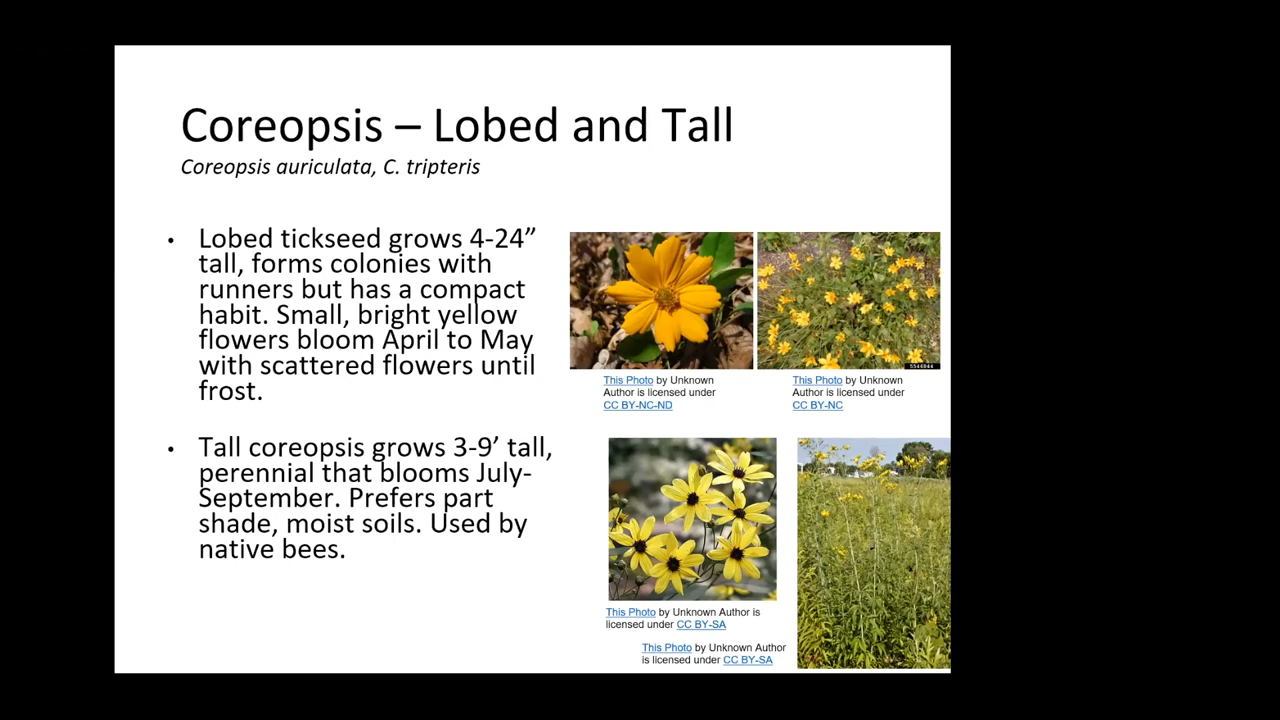 Coreopsis – Lobed and Tall
Coreopsis auriculata, C. tripteris
• Lobed tickseed grows 4-24”
tall, forms colonies with
runners but has a compact
habit. Small, bright yellow
flowers bloom April to May
with scattered flowers until
frost.
• Tall coreopsis grows 3-9’ tall,
perennial that blooms July-
September. Prefers part
shade, moist soils. Used by
native bees.
5544844
This Photo by Unknown
Author is licensed under
CC BY-NC-ND
This Photo by Unknown
Author is licensed under
CC BY-NC
This Photo by Unknown Author is
licensed under CC BY-SA
This Photo by Unknown Author
is licensed under CC BY-SA